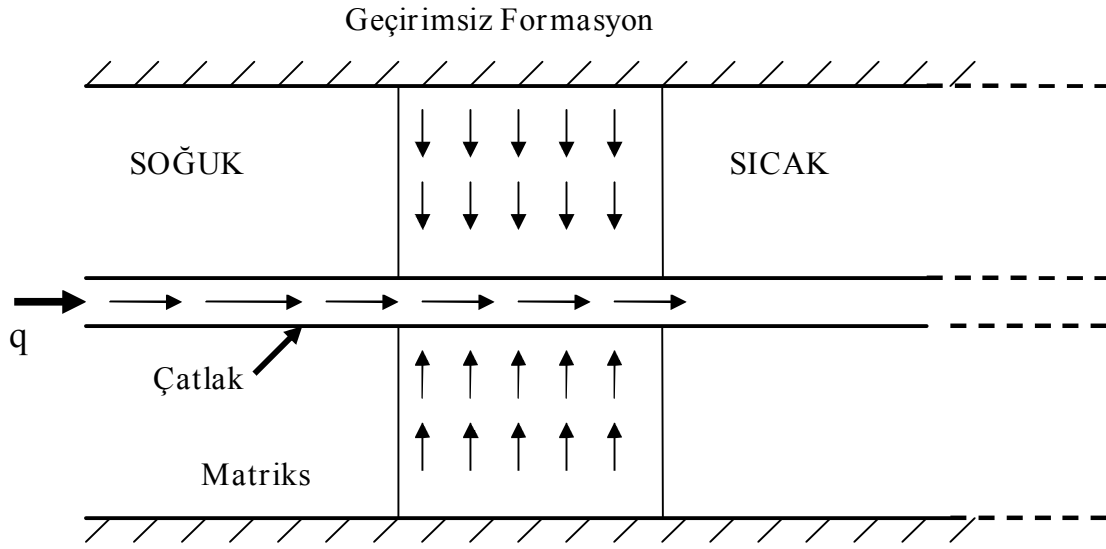 Geçirimsiz Formasyon
SOĞUK
SICAK
q
Çatlak
Matriks